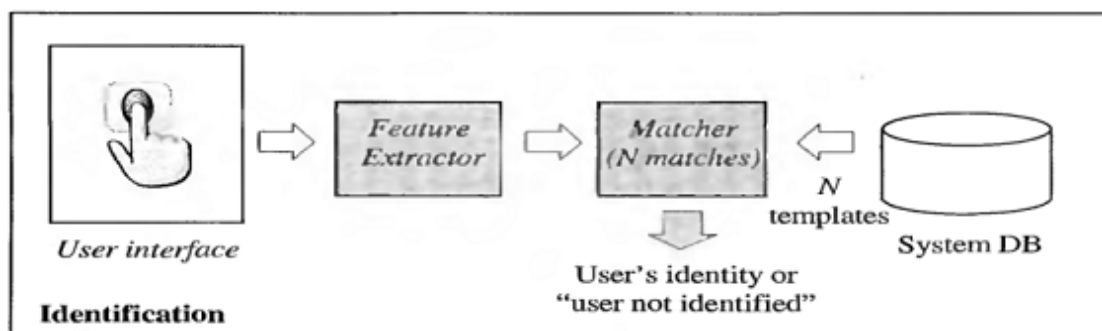 Feature
Extractor
Matcher
(N matches)
N
templates
User interface
System DB
User's identity or
“user not identified”
Identification